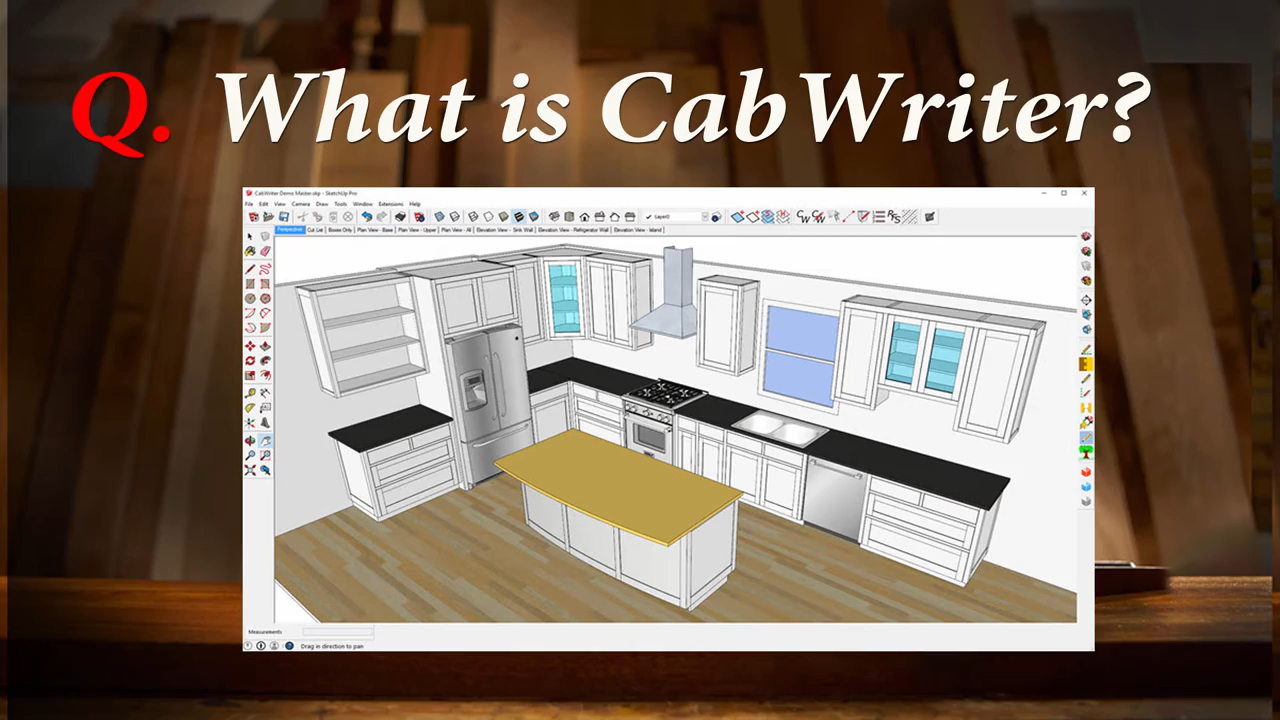 Q. What is CabWriter?
CabWriter Demo Master.skp - SketchUp Pro
File Edit View Camera Draw Tools Window Extensions Help
Layer0
Perspective Cut List Boxes Only Plan View - Base Plan View - Upper Plan View - All Elevation View - Sink Wall Elevation View - Refrigerator Wall Elevation View - Island
Measurements
Drag in direction to pan